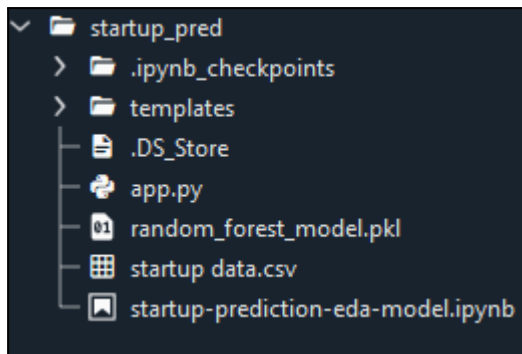 startup_pred
.ipynb_checkpoints
templates
.DS_Store
app.py
random_forest_model.pkl
startup data.csv
startup-prediction-eda-model.ipynb